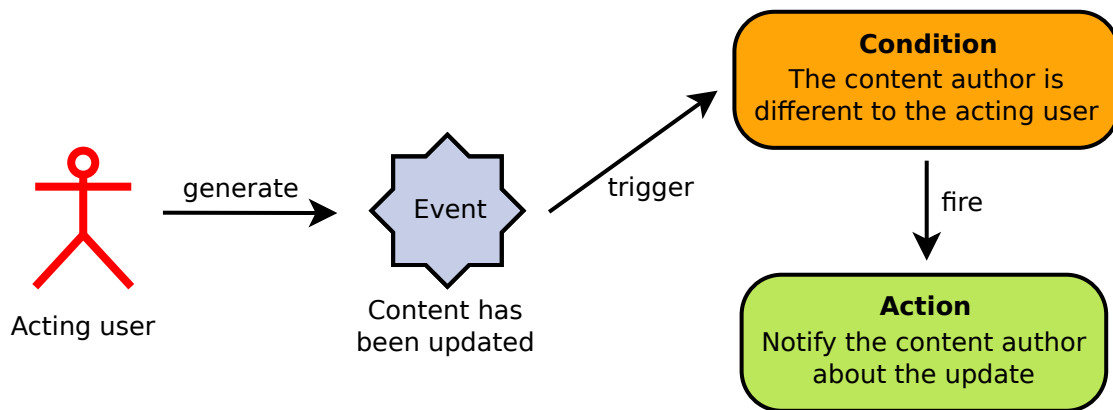 Acting user
generate
Event
Content has
been updated
trigger
Condition
The content author is
different to the acting user
fire
Action
Notify the content author
about the update